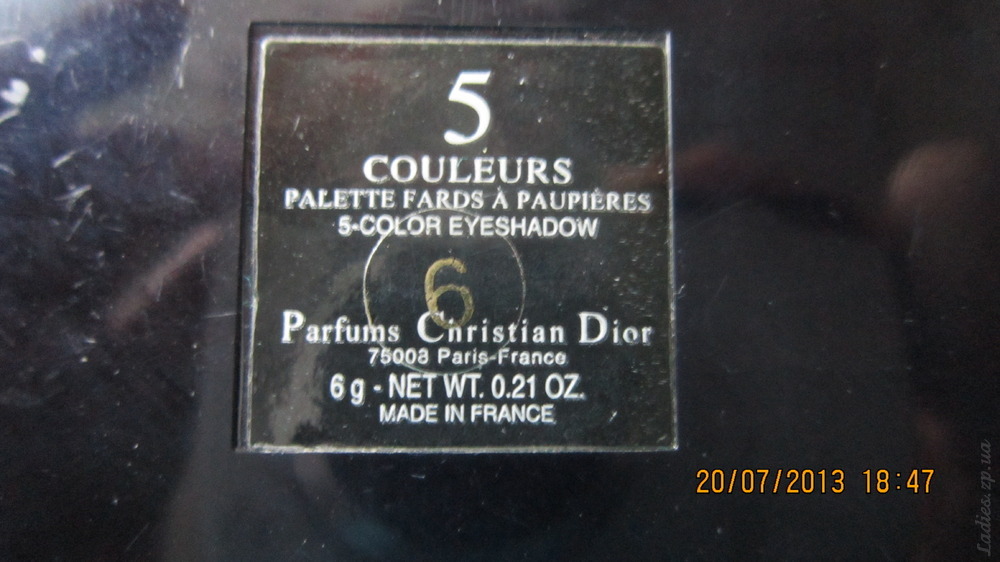 5
COULEURS
PALETTE FARDS À PAUPIÈRES
5-COLOR EYESHADOW
6
Parfums Christian Dior
75008 Paris-France
6 g - NET WT. 0.21 OZ.
MADE IN FRANCE
20/07/2013 18:47
Ladies.zp.ua